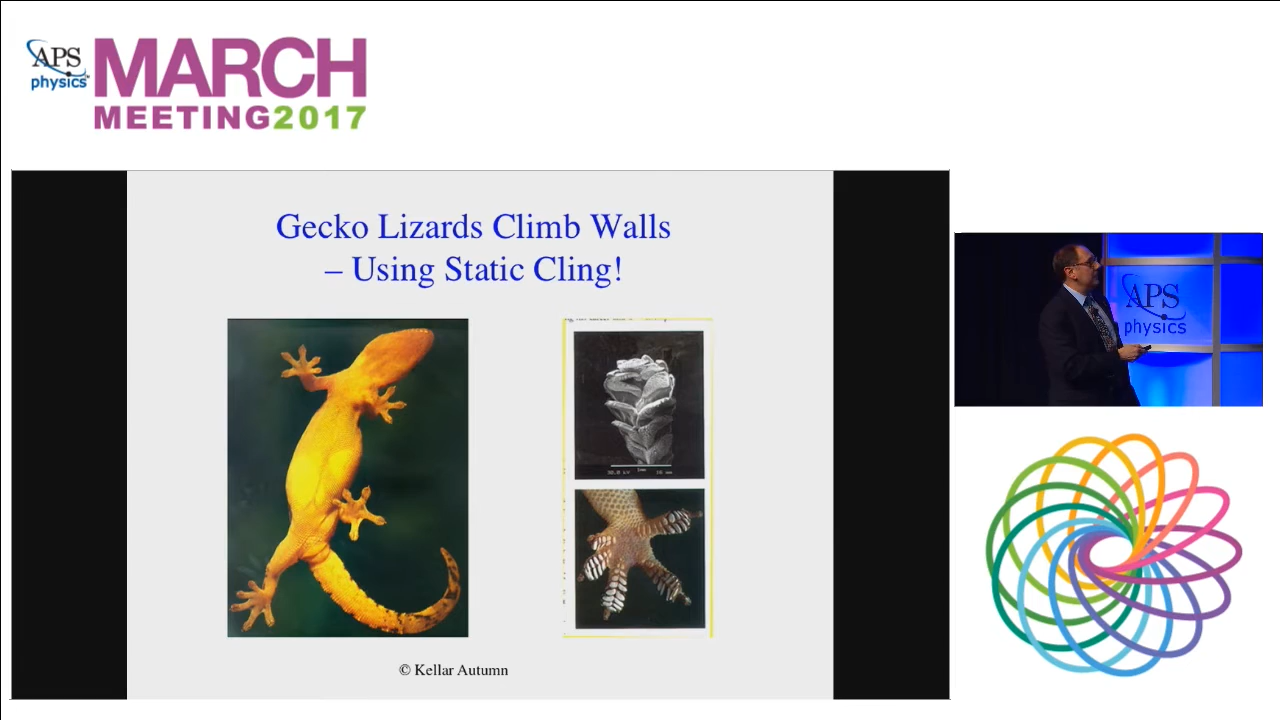 APS
physics
MARCH
MEETING2017
Gecko Lizards Climb Walls
– Using Static Cling!
© Kellar Autumn
APS
physics